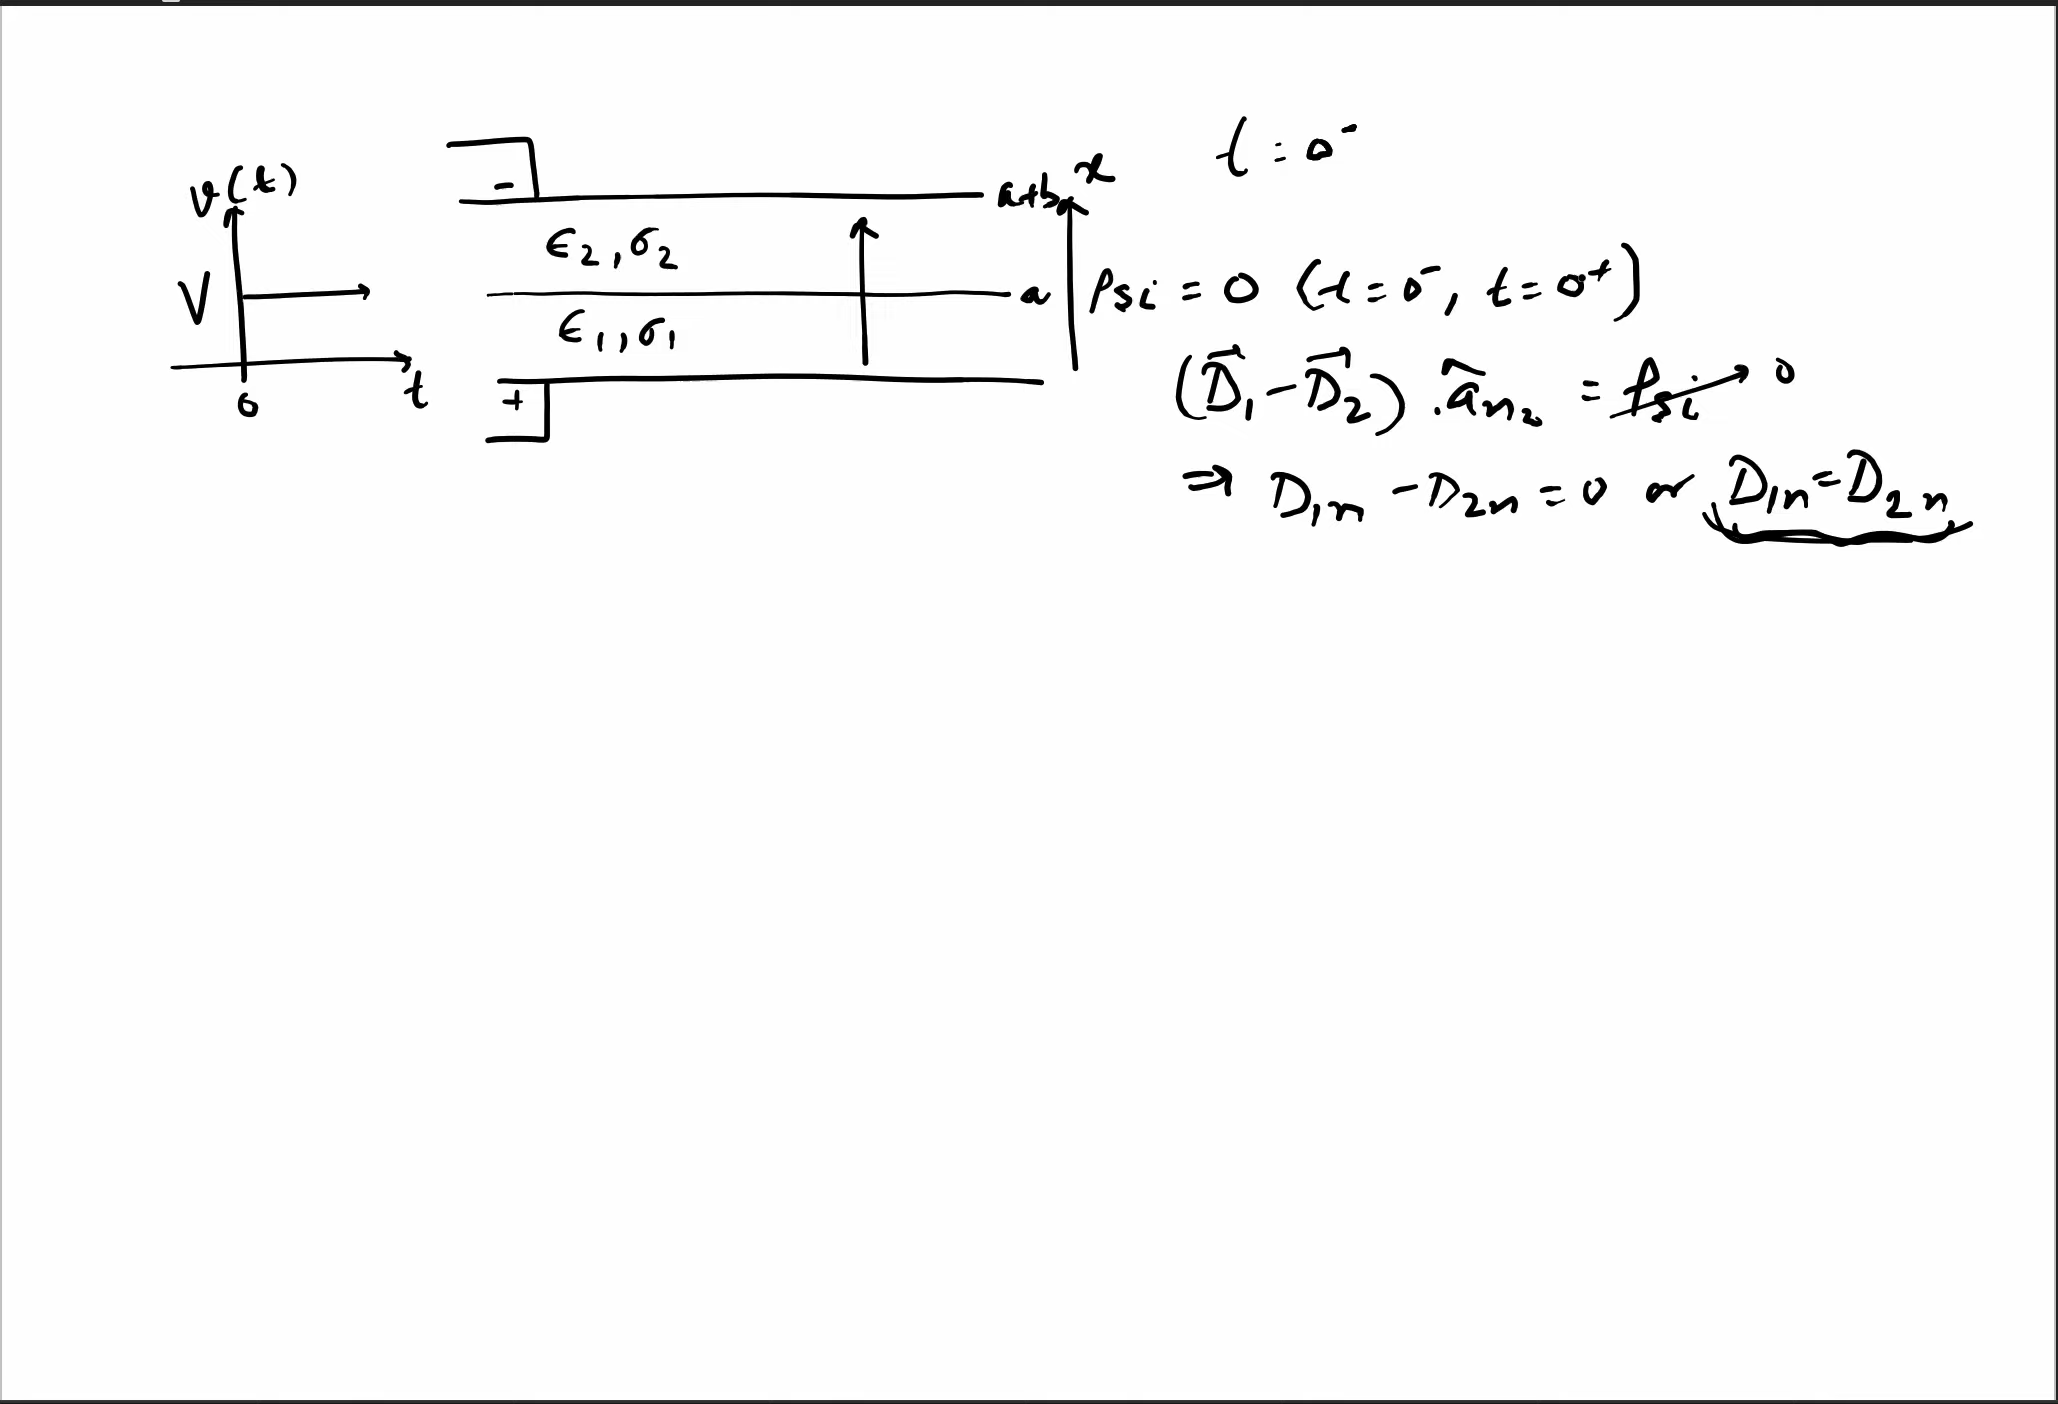 v(t)
V
0
t
-
a+b
x
ϵ₂, σ₂
a
ϵ₁, σ₁
+
t = 0⁻
ρₛᵢ = 0 (t = 0⁻, t = 0⁺)
(D⃗₁ - D⃗₂) . âₙ₂ = ρₛᵢ → 0
⇒ D₁ₙ - D₂ₙ = 0 or D₁ₙ = D₂ₙ